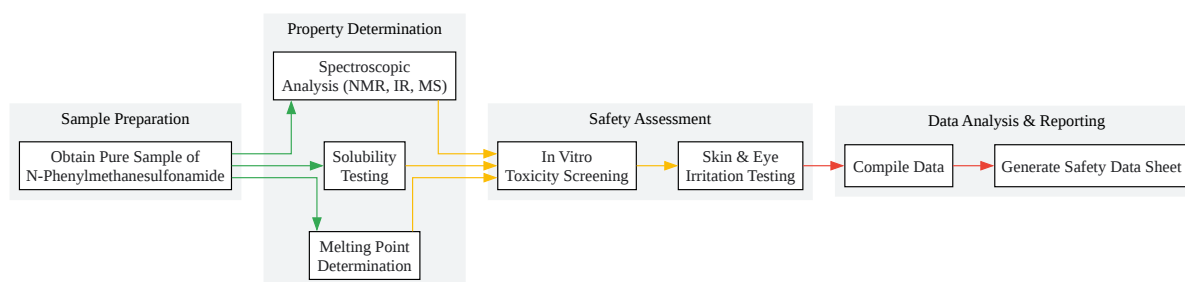 Sample Preparation
Obtain Pure Sample of
N-Phenylmethanesulfonamide
Property Determination
Spectroscopic
Analysis (NMR, IR, MS)
Solubility
Testing
Melting Point
Determination
Safety Assessment
In Vitro
Toxicity Screening
Skin & Eye
Irritation Testing
Data Analysis & Reporting
Compile Data
Generate Safety Data Sheet